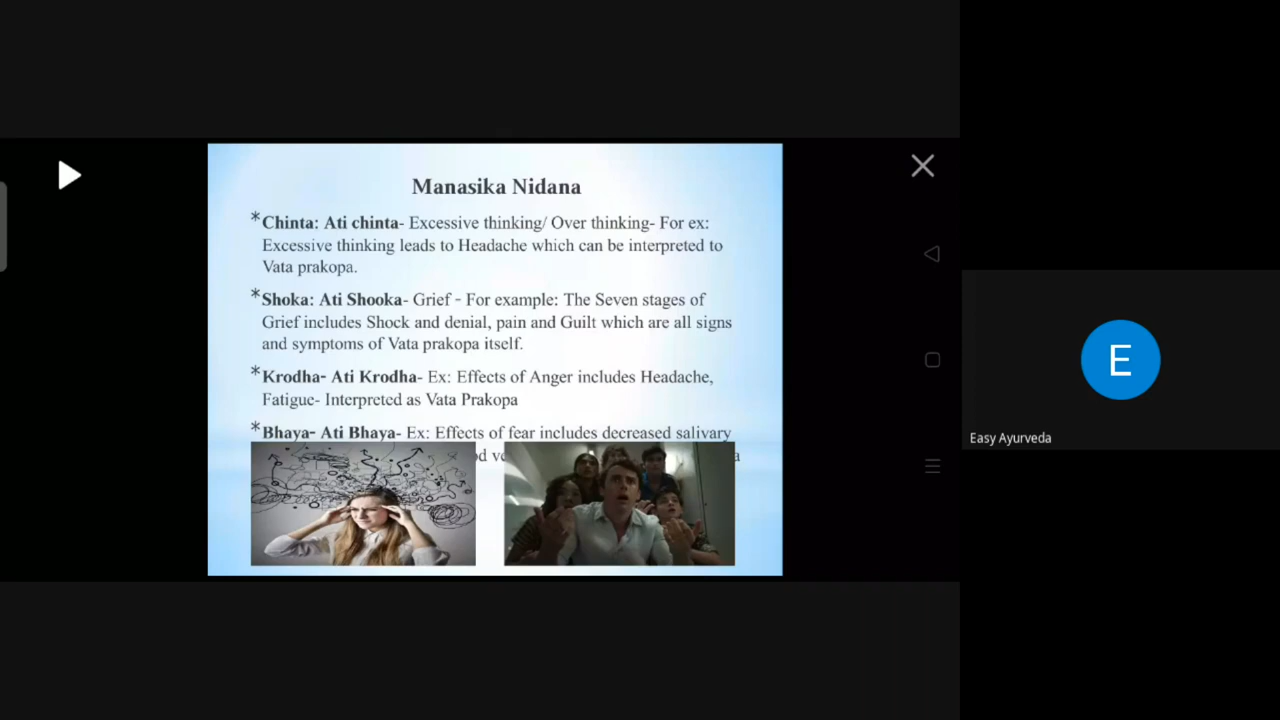 Manasika Nidana
*Chinta: Ati chinta- Excessive thinking/ Over thinking- For ex:
Excessive thinking leads to Headache which can be interpreted to
Vata prakopa.
*Shoka: Ati Shooka- Grief - For example: The Seven stages of
Grief includes Shock and denial, pain and Guilt which are all signs
and symptoms of Vata prakopa itself.
*Krodha- Ati Krodha- Ex: Effects of Anger includes Headache,
Fatigue- Interpreted as Vata Prakopa
*Bhaya- Ati Bhaya- Ex: Effects of fear includes decreased salivary
E
Easy Ayurveda